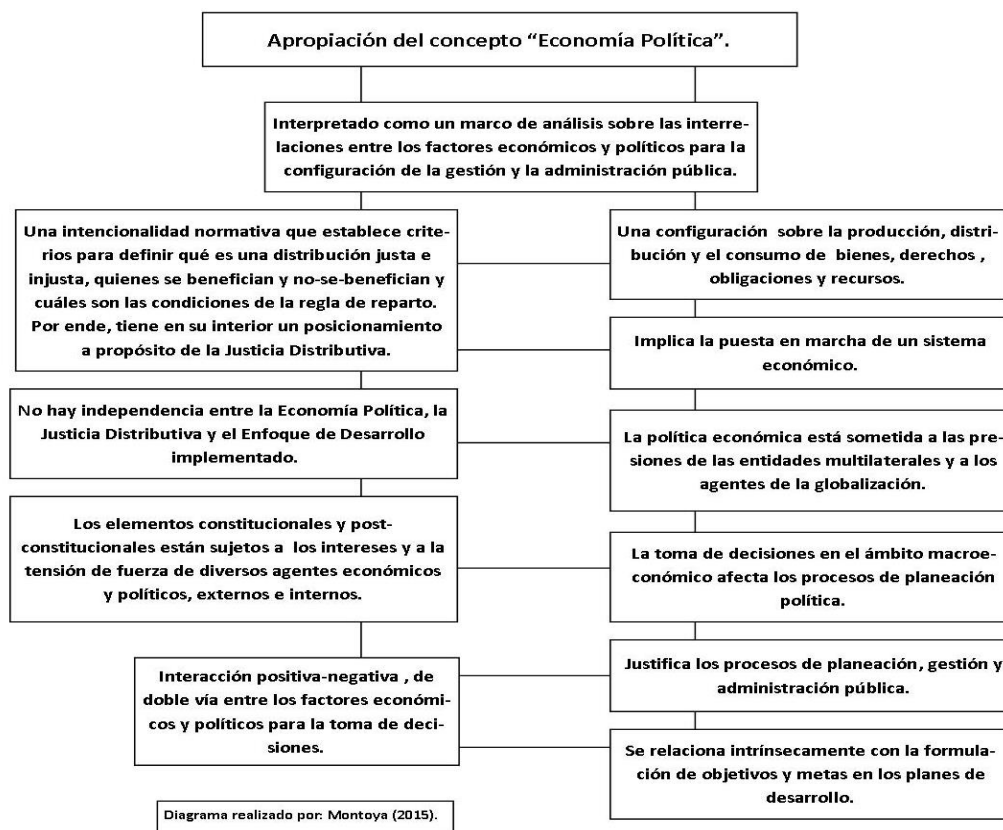 Apropiación del concepto “Economía Política”.
Interpretado como un marco de análisis sobre las interre-
laciones entre los factores económicos y políticos para la
configuración de la gestión y la administración pública.
Una intencionalidad normativa que establece crite-
rios para definir qué es una distribución justa e
injusta, quienes se benefician y no-se-benefician y
cuáles son las condiciones de la regla de reparto.
Por ende, tiene en su interior un posicionamiento
a propósito de la Justicia Distributiva.
Una configuración sobre la producción, distri-
bución y el consumo de bienes, derechos ,
obligaciones y recursos.
Implica la puesta en marcha de un sistema
económico.
No hay independencia entre la Economía Política, la
Justicia Distributiva y el Enfoque de Desarrollo
implementado.
La política económica está sometida a las pre-
siones de las entidades multilaterales y a los
agentes de la globalización.
Los elementos constitucionales y post-
constitucionales están sujetos a los intereses y a la
tensión de fuerza de diversos agentes económicos
y políticos, externos e internos.
La toma de decisiones en el ámbito macroe-
conómico afecta los procesos de planeación
política.
Interacción positiva-negativa , de
doble vía entre los factores económi-
cos y políticos para la toma de deci-
siones.
Justifica los procesos de planeación, gestión y
administración pública.
Se relaciona intrínsecamente con la formula-
ción de objetivos y metas en los planes de
desarrollo.
Diagrama realizado por: Montoya (2015).